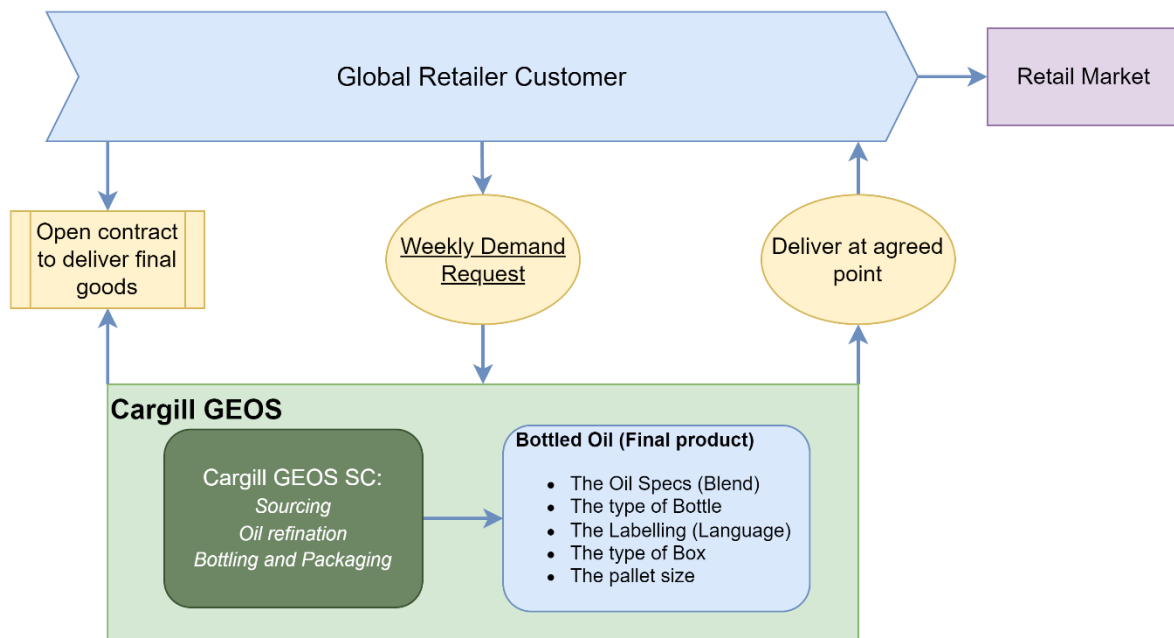 Global Retailer Customer
Retail Market
Open contract
to deliver final
goods
Weekly Demand
Request
Deliver at agreed
point
Cargill GEOS
Cargill GEOS SC:
Sourcing
Oil refination
Bottling and Packaging
Bottled Oil (Final product)
• The Oil Specs (Blend)
• The type of Bottle
• The Labelling (Language)
• The type of Box
• The pallet size